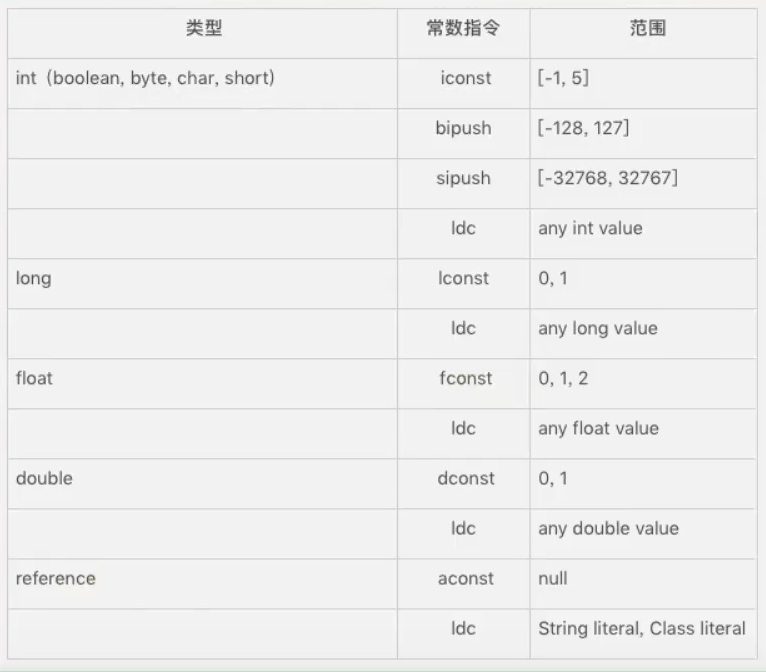 类型 常数指令 范围
int（boolean, byte, char, short） iconst [-1, 5]
bipush [-128, 127]
sipush [-32768, 32767]
ldc any int value
long lconst 0, 1
ldc any long value
float fconst 0, 1, 2
ldc any float value
double dconst 0, 1
ldc any double value
reference aconst null
ldc String literal, Class literal